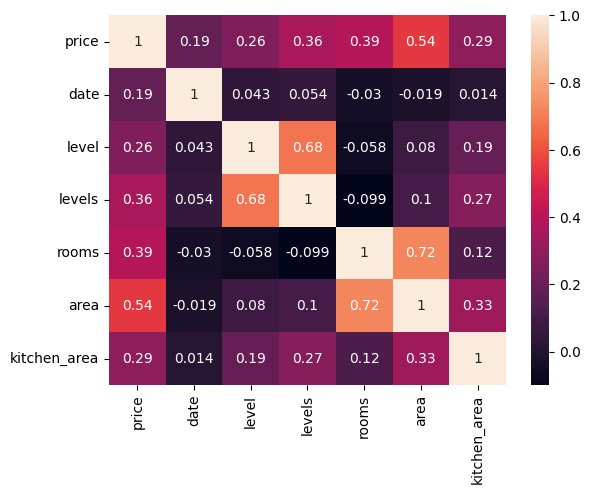 price 1 0.19 0.26 0.36 0.39 0.54 0.29
date 0.19 1 0.043 0.054 -0.03 -0.019 0.014
level 0.26 0.043 1 0.68 -0.058 0.08 0.19
levels 0.36 0.054 0.68 1 -0.099 0.1 0.27
rooms 0.39 -0.03 -0.058 -0.099 1 0.72 0.12
area 0.54 -0.019 0.08 0.1 0.72 1 0.33
kitchen_area 0.29 0.014 0.19 0.27 0.12 0.33 1
price date level levels rooms area kitchen_area
1.0
0.8
0.6
0.4
0.2
0.0